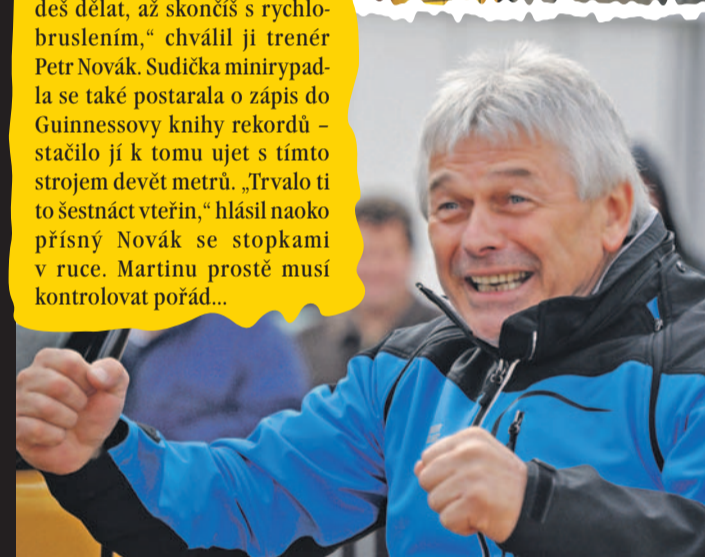 deš dělat, až skončíš s rychlo-
bruslením,“ chválil ji trenér
Petr Novák. Sudička minirypad-
la se také postarala o zápis do
Guinnessovy knihy rekordů –
stačilo jí k tomu ujet s tímto
strojem devět metrů. „Trvalo ti
to šestnáct vteřin,“ hlásil naoko
přísný Novák se stopkami
v ruce. Martinu prostě musí
kontrolovat pořád...